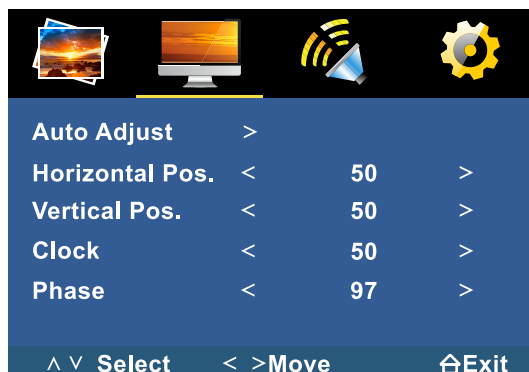 Auto Adjust >
Horizontal Pos. < 50 >
Vertical Pos. < 50 >
Clock < 50 >
Phase < 97 >
∧ ∨ Select < >Move Exit